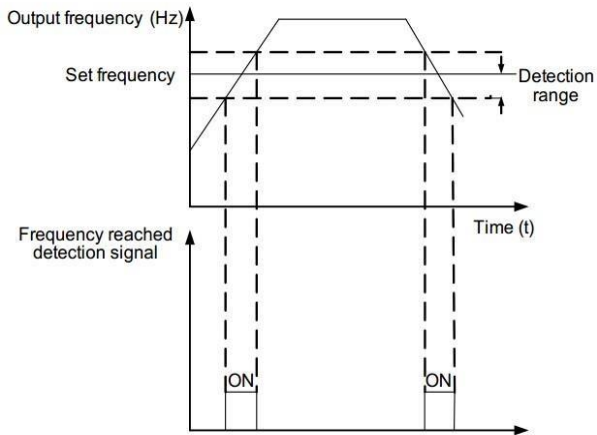 Output frequency (Hz)
Set frequency
Detection
range
Time (t)
Frequency reached
detection signal
ON
ON